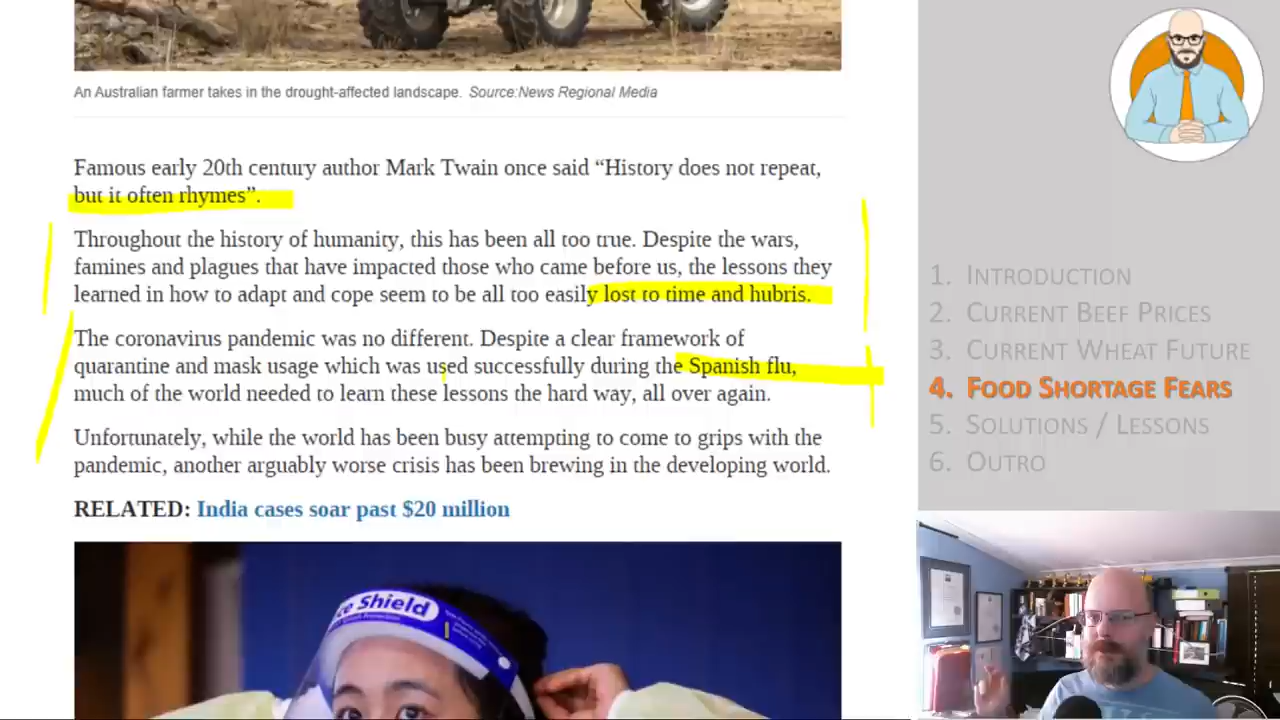 An Australian farmer takes in the drought-affected landscape. Source:News Regional Media
Famous early 20th century author Mark Twain once said “History does not repeat,
but it often rhymes”.
Throughout the history of humanity, this has been all too true. Despite the wars,
famines and plagues that have impacted those who came before us, the lessons they
learned in how to adapt and cope seem to be all too easily lost to time and hubris.
The coronavirus pandemic was no different. Despite a clear framework of
quarantine and mask usage which was used successfully during the Spanish flu,
much of the world needed to learn these lessons the hard way, all over again.
Unfortunately, while the world has been busy attempting to come to grips with the
pandemic, another arguably worse crisis has been brewing in the developing world.
RELATED: India cases soar past $20 million
Shield
1. Introduction
2. Current Beef Prices
3. Current Wheat Future
4. Food Shortage Fears
5. Solutions / Lessons
6. Outro